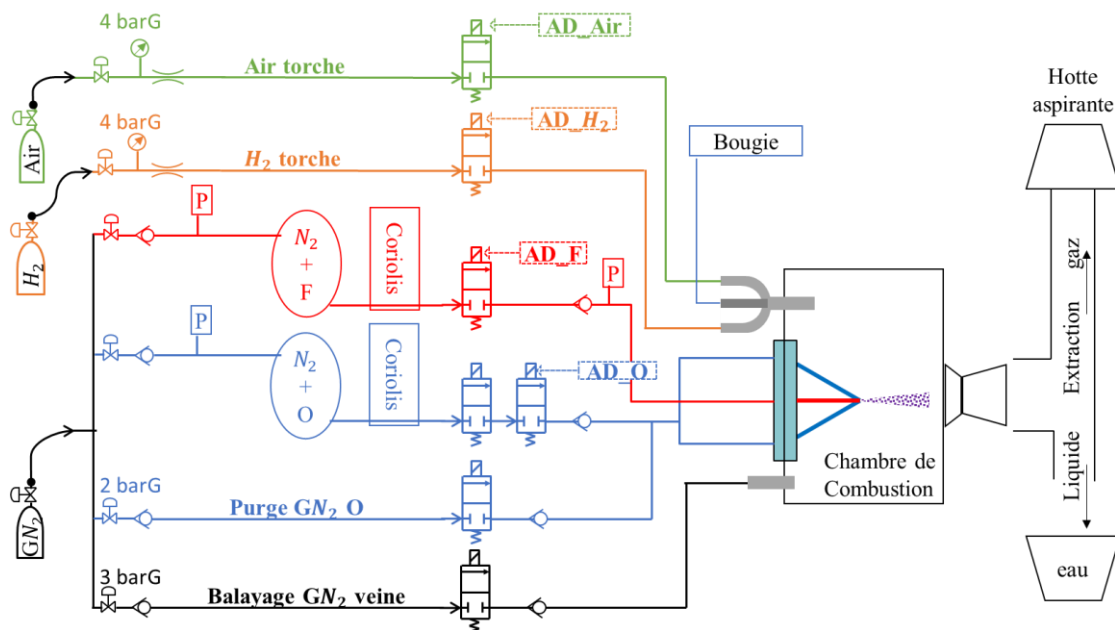 4 barG
AD_Air
Air torche
Air
4 barG
AD_H₂
H₂ torche
H₂
Bougie
Hotte
aspirante
P
N₂
+
F
Coriolis
AD_F
P
P
N₂
+
O
Coriolis
AD_O
Extraction gaz
Liquide
Chambre de
Combustion
GN₂
2 barG
Purge GN₂ O
3 barG
Balayage GN₂ veine
eau